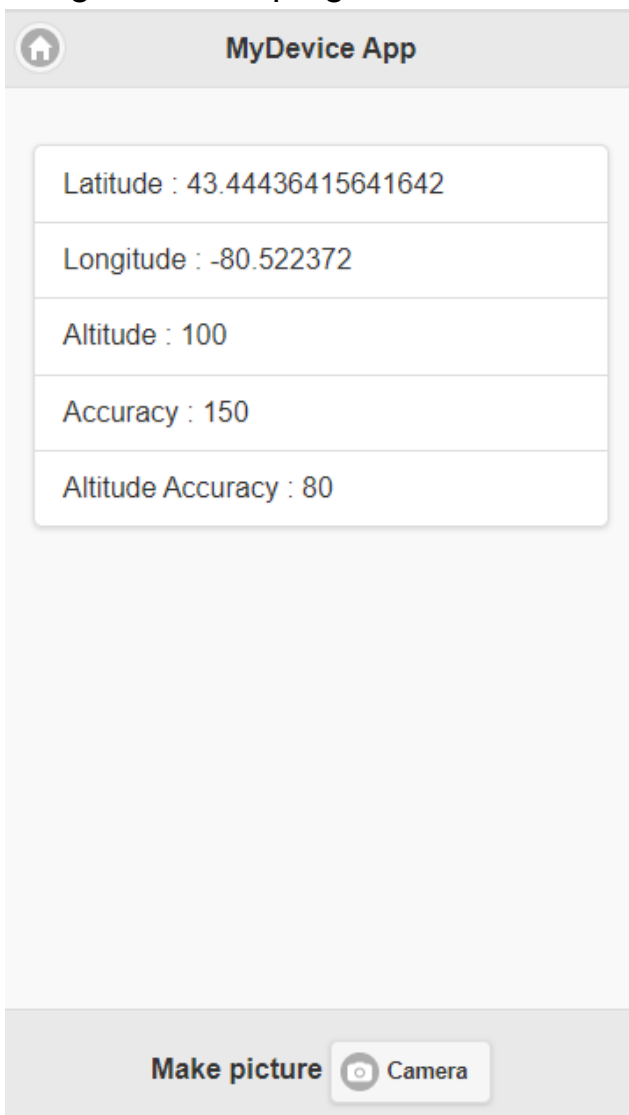 MyDevice App
Latitude : 43.44436415641642
Longitude : -80.522372
Altitude : 100
Accuracy : 150
Altitude Accuracy : 80
Make picture Camera